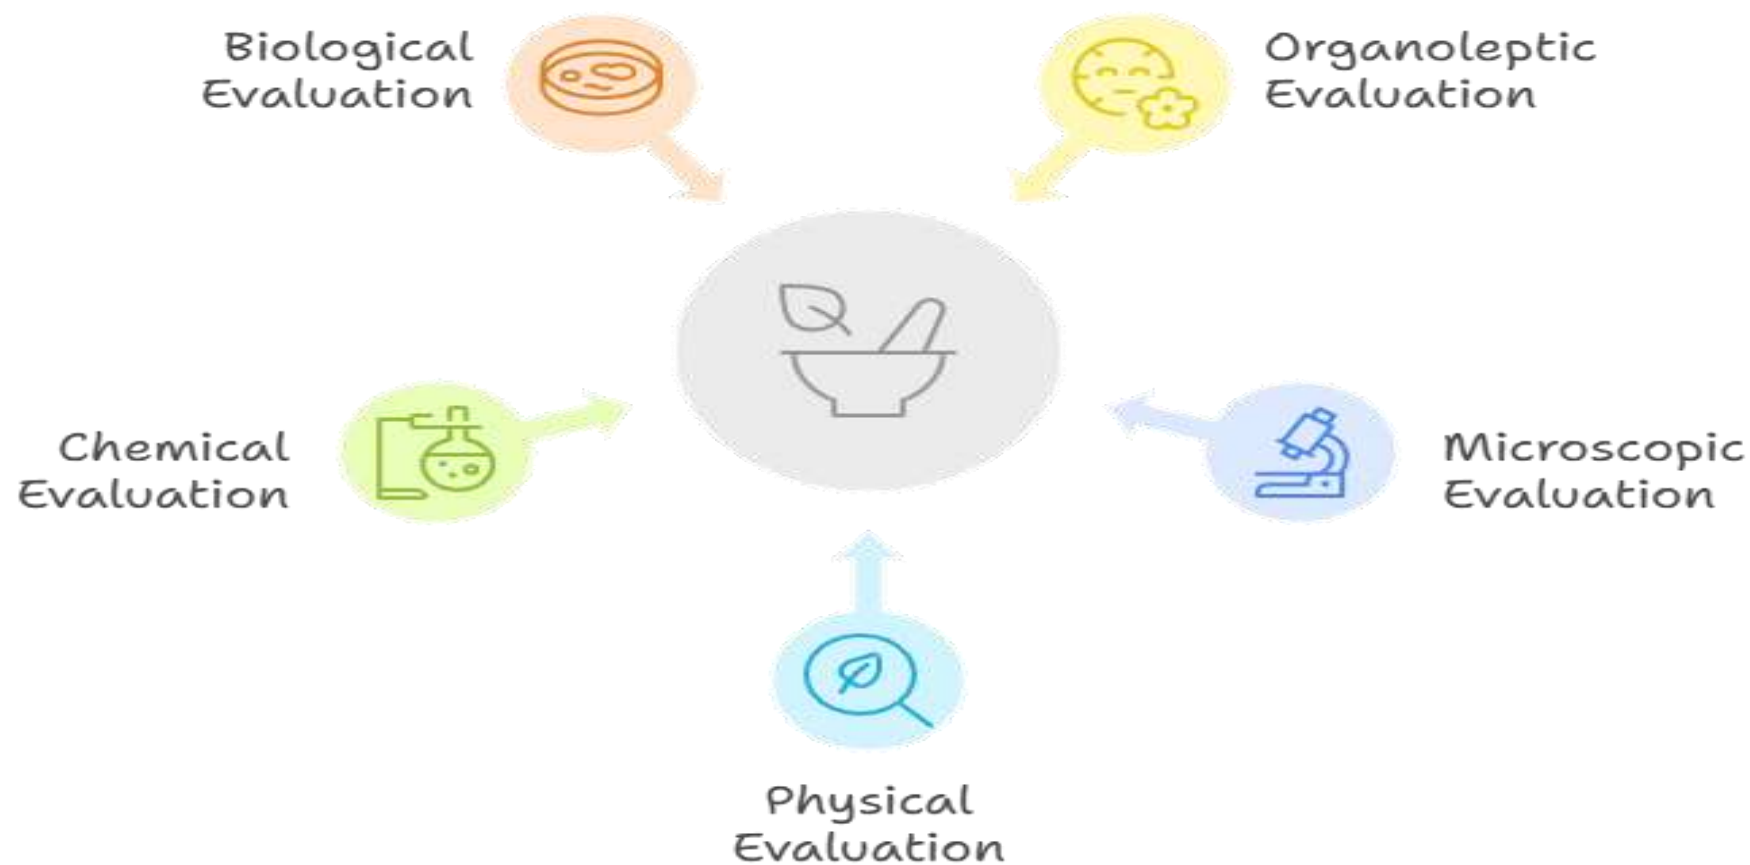 Biological
Evaluation
Organoleptic
Evaluation
Chemical
Evaluation
Microscopic
Evaluation
Physical
Evaluation